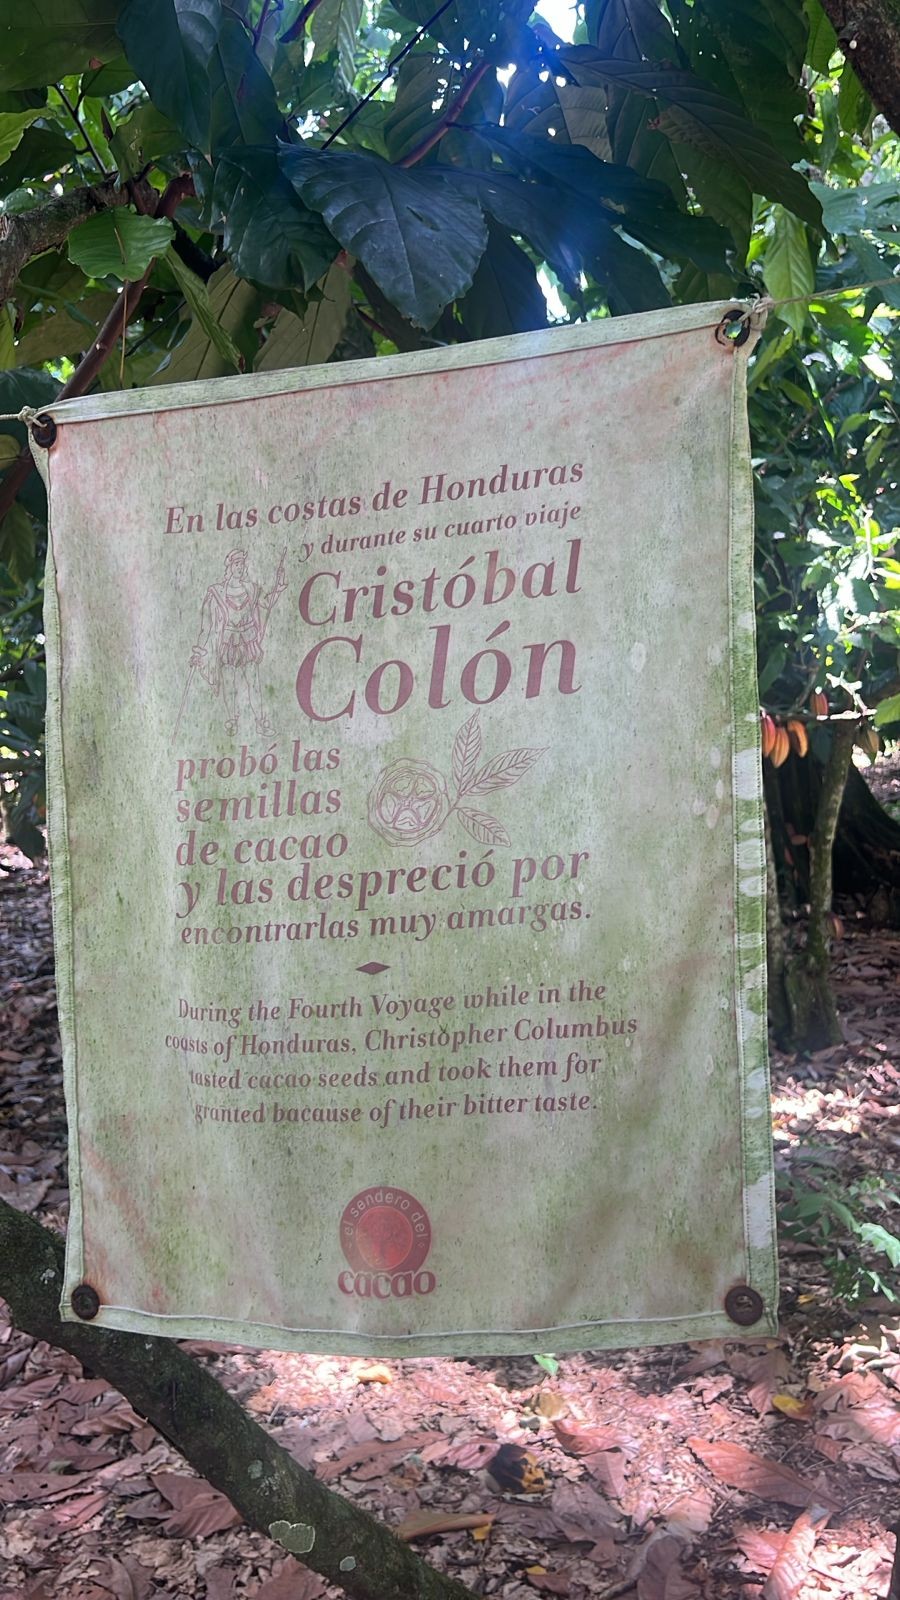 En las costas de Honduras
y durante su cuarto viaje
Cristóbal
Colón
probó las
semillas
de cacao
y las despreció por
encontrarlas muy amargas.
During the Fourth Voyage while in the
coasts of Honduras, Christopher Columbus
tasted cacao seeds and took them for
granted bacause of their bitter taste.
el sendero del
cacao